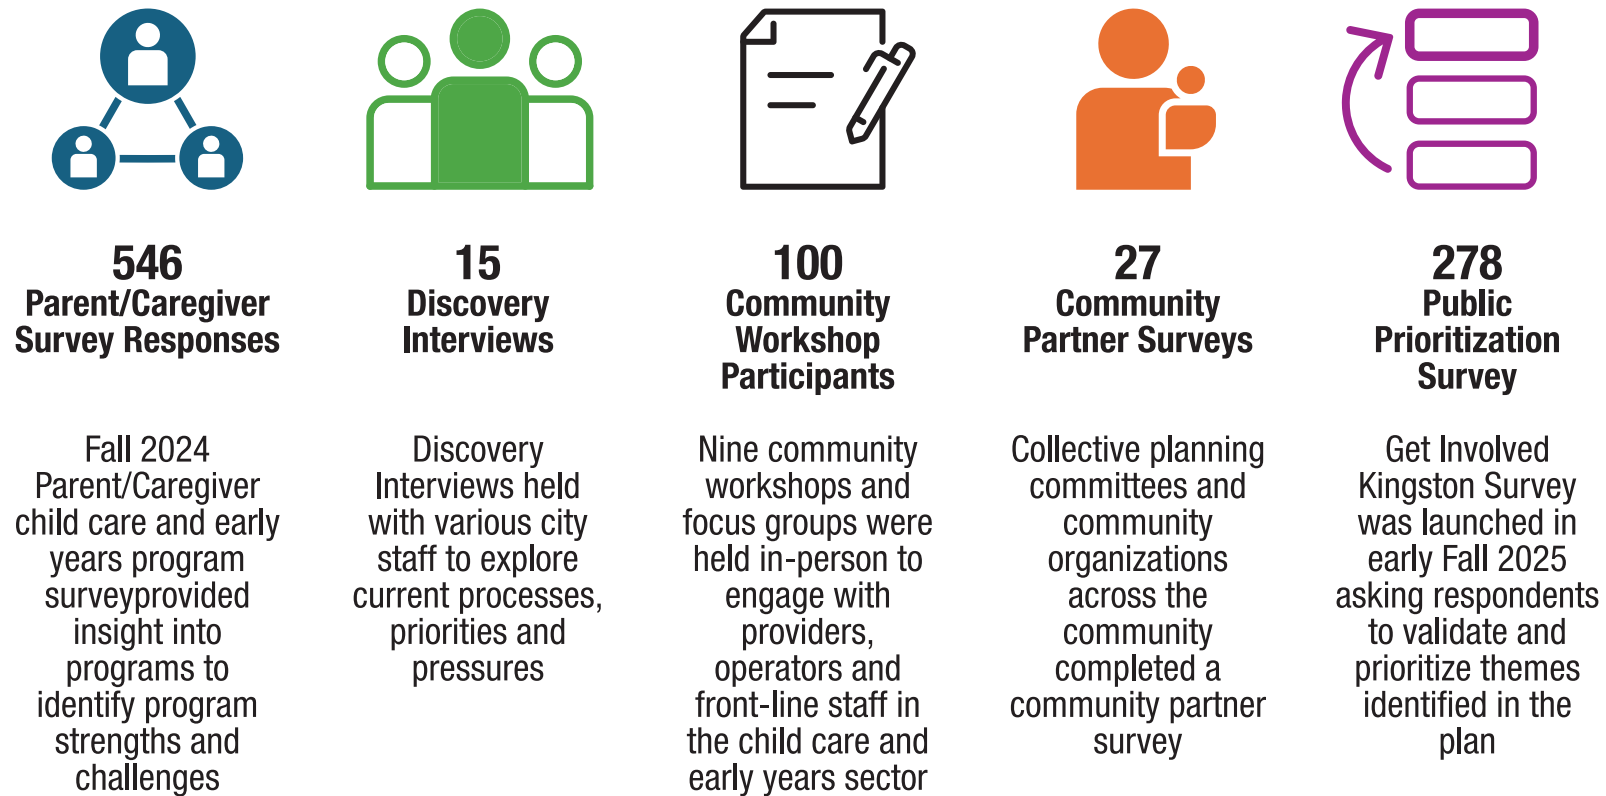 546
Parent/Caregiver
Survey Responses
Fall 2024
Parent/Caregiver
child care and early
years program
surveyprovided
insight into
programs to
identify program
strengths and
challenges
15
Discovery
Interviews
Discovery
Interviews held
with various city
staff to explore
current processes,
priorities and
pressures
100
Community
Workshop
Participants
Nine community
workshops and
focus groups were
held in-person to
engage with
providers,
operators and
front-line staff in
the child care and
early years sector
27
Community
Partner Surveys
Collective planning
committees and
community
organizations
across the
community
completed a
community partner
survey
278
Public
Prioritization
Survey
Get Involved
Kingston Survey
was launched in
early Fall 2025
asking respondents
to validate and
prioritize themes
identified in the
plan